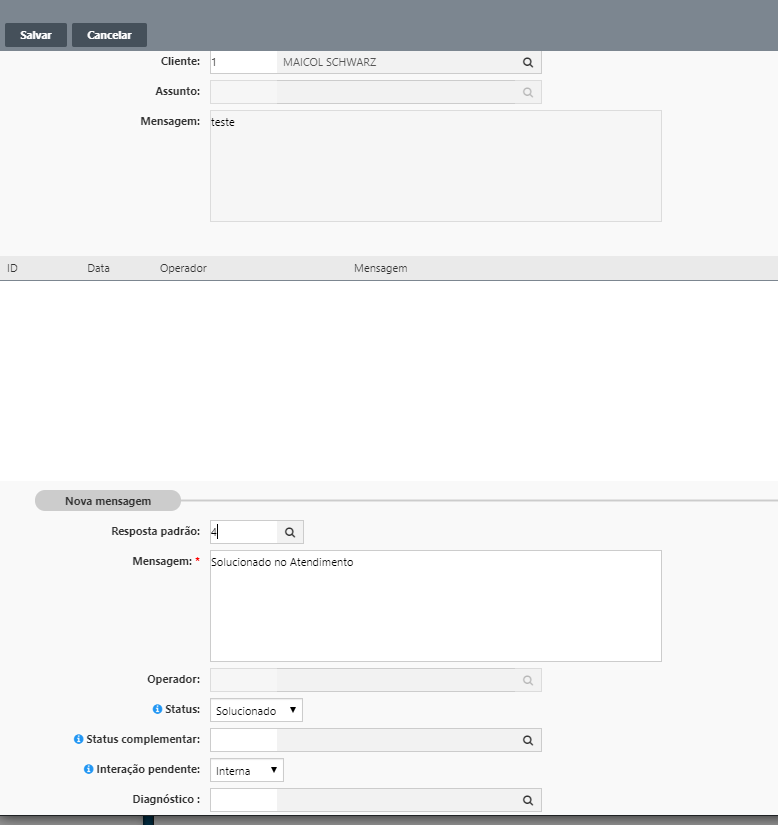 Salvar Cancelar
Cliente: 1 MAICOL SCHWARZ
Assunto:
Mensagem: teste
ID Data Operador Mensagem
Nova mensagem
Resposta padrão: 4
Mensagem: * Solucionado no Atendimento
Operador:
Status: Solucionado
Status complementar:
Interação pendente: Interna
Diagnóstico :